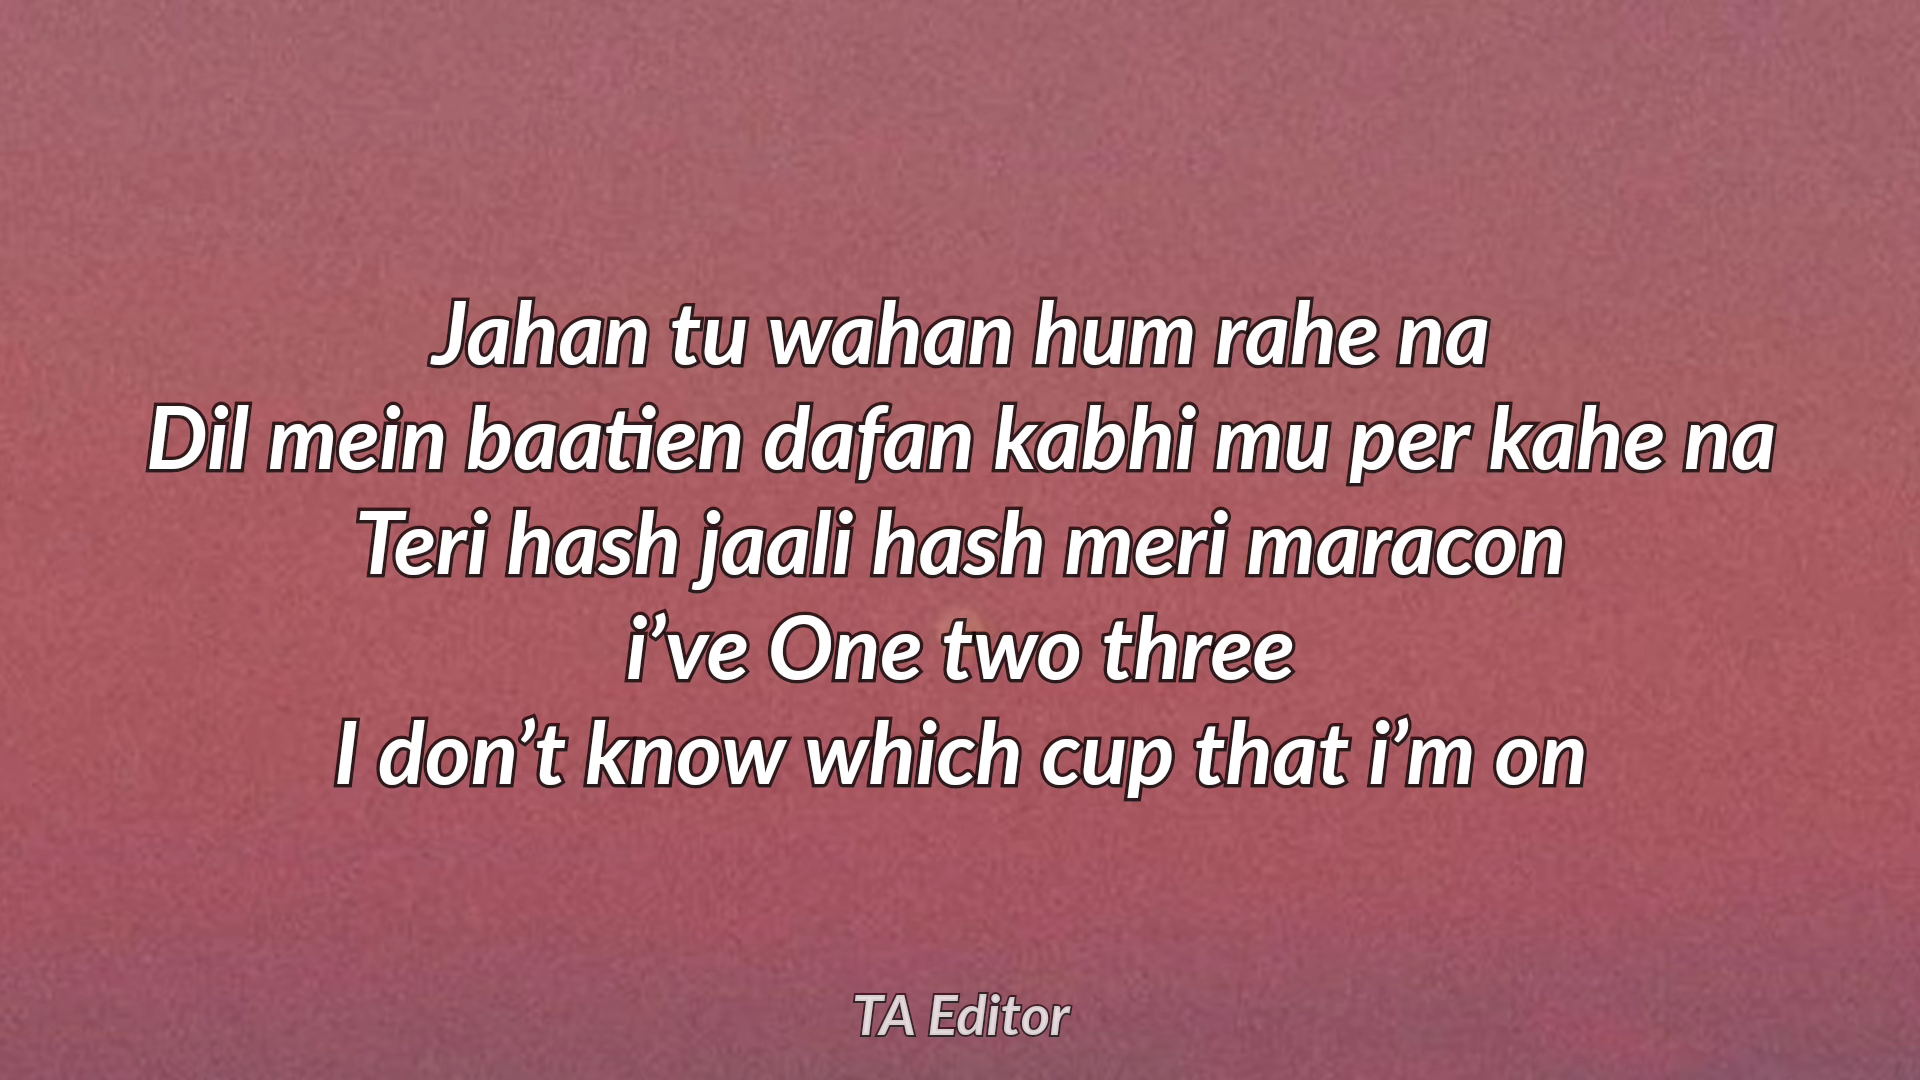 Jahan tu wahan hum rahe na
Dil mein baatien dafan kabhi mu per kahe na
Teri hash jaali hash meri maracon
i’ve One two three
I don’t know which cup that i’m on
TA Editor